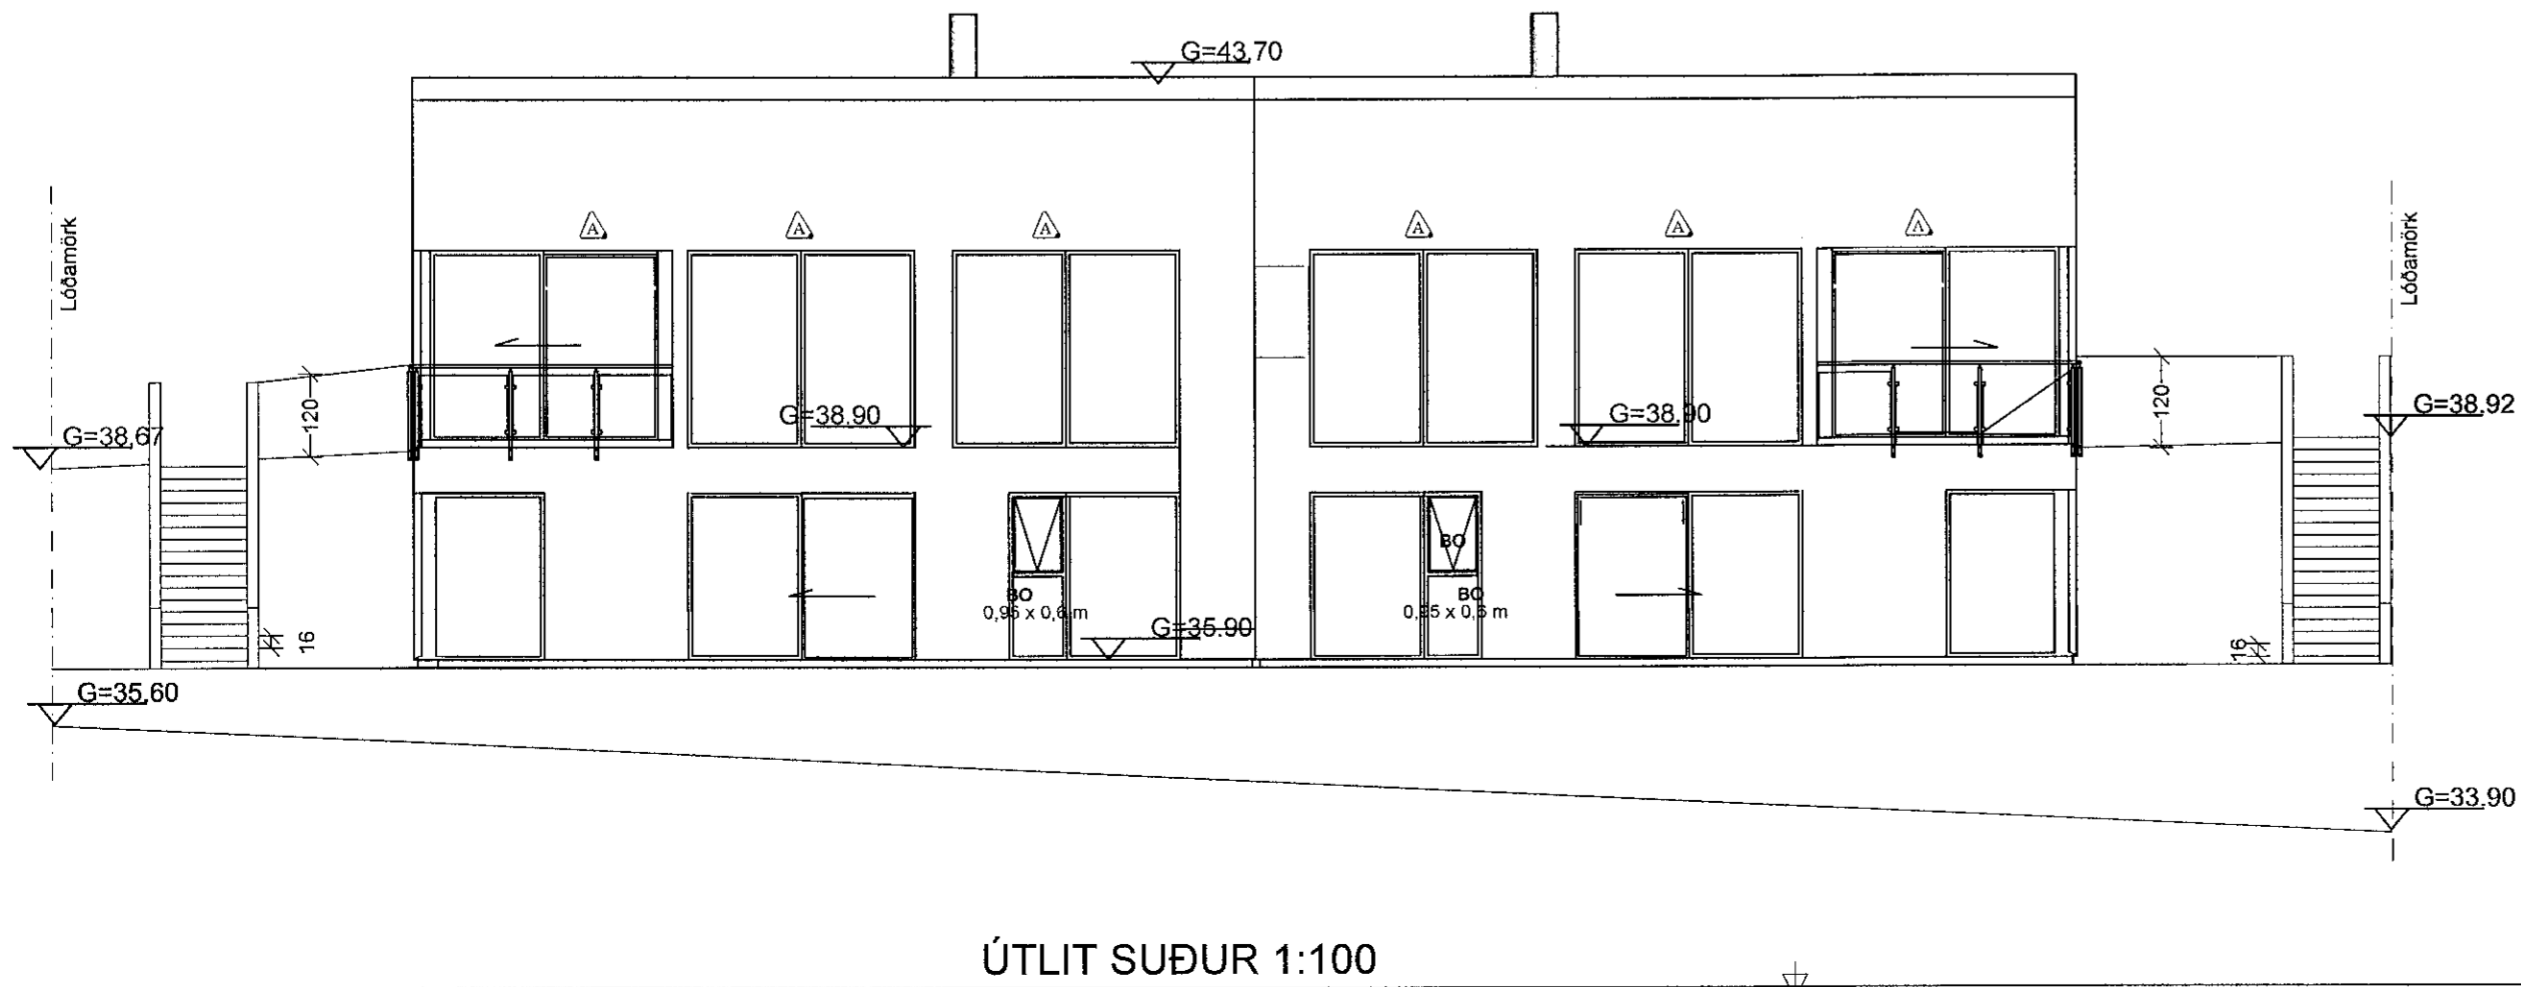 G=43.70
A
A
A
A
A
A
Lóðamörk
Lóðamörk
120
120
G=38.67
G=38.90
G=38.90
G=38.92
BO
BO
0,95 x 0,6 m
BO
0,95 x 0,6 m
G=35.90
16
16
G=35.60
G=33.90
ÚTLIT SUÐUR 1:100